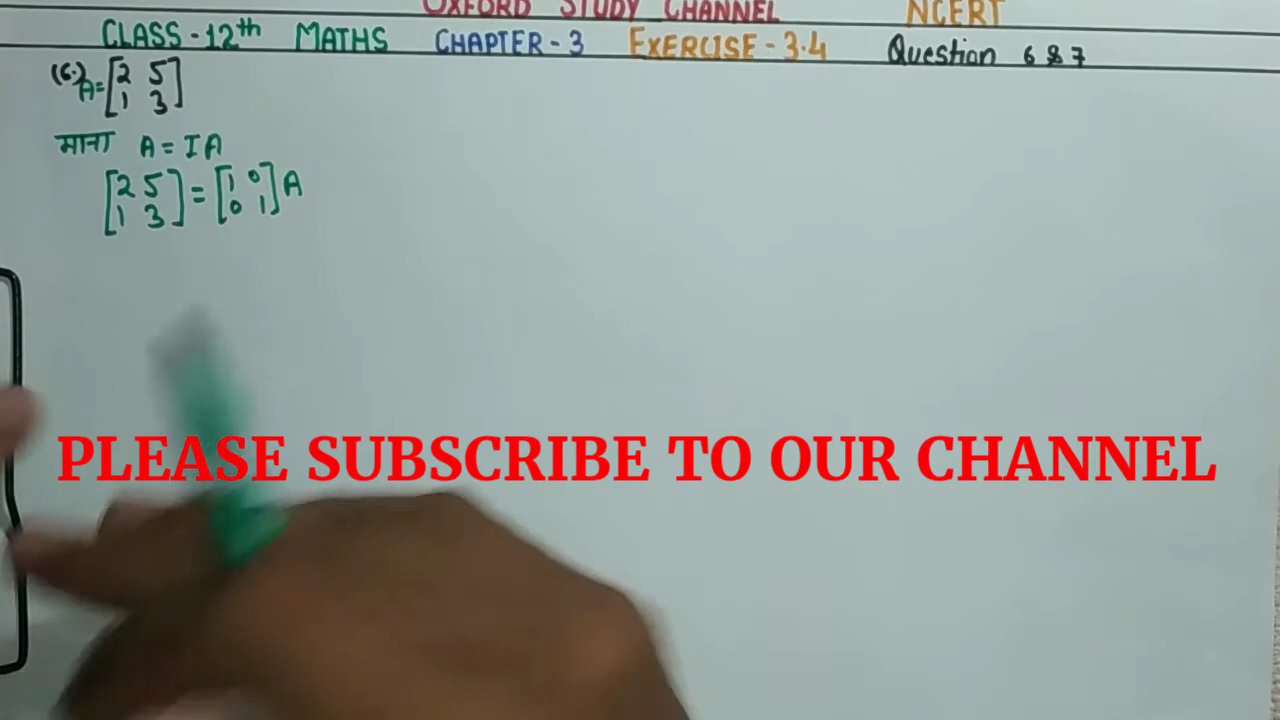 OXFORD STUDY CHANNEL NCERT
CLASS-12th MATHS CHAPTER-3 EXERCISE-3.4 Question 6 & 7
(6.) A = [2 5
1 3]
माना A = IA
[2 5
1 3] = [1 0
0 1] A
PLEASE SUBSCRIBE TO OUR CHANNEL